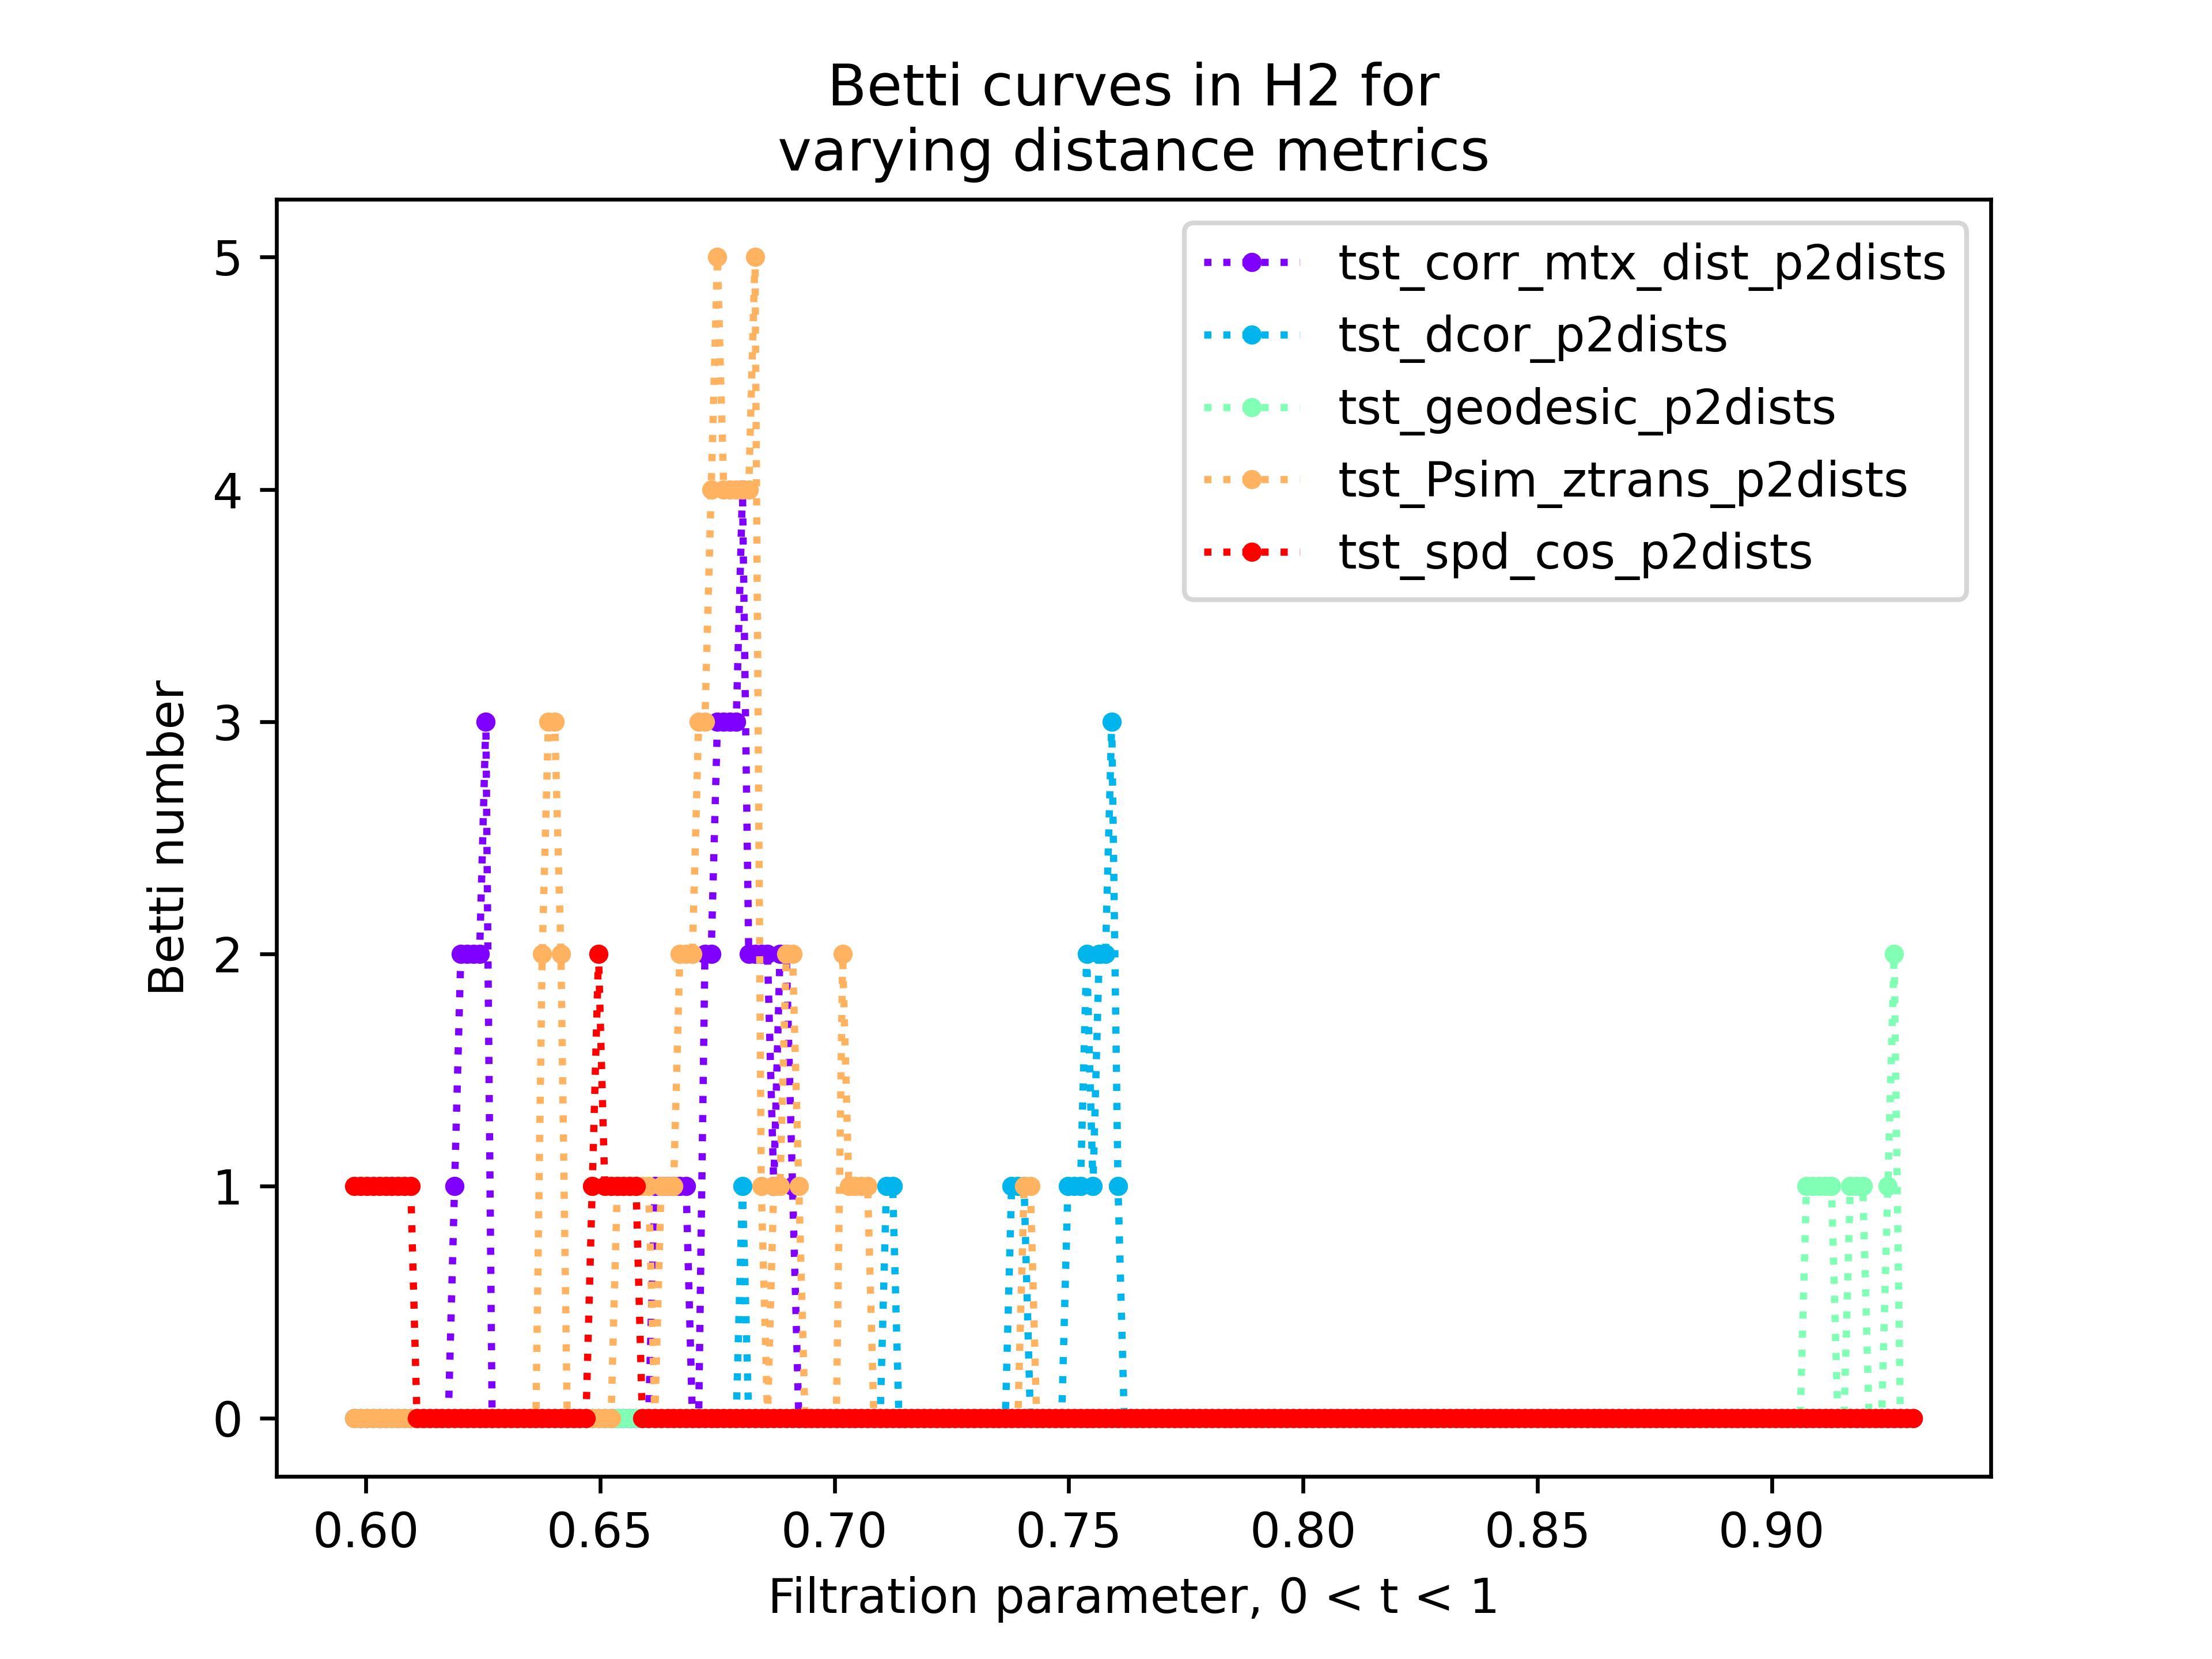 Betti curves in H2 for
varying distance metrics
tst_corr_mtx_dist_p2dists
tst_dcor_p2dists
tst_geodesic_p2dists
tst_Psim_ztrans_p2dists
tst_spd_cos_p2dists
Betti number
5
4
3
2
1
0
0.60 0.65 0.70 0.75 0.80 0.85 0.90
Filtration parameter, 0 < t < 1